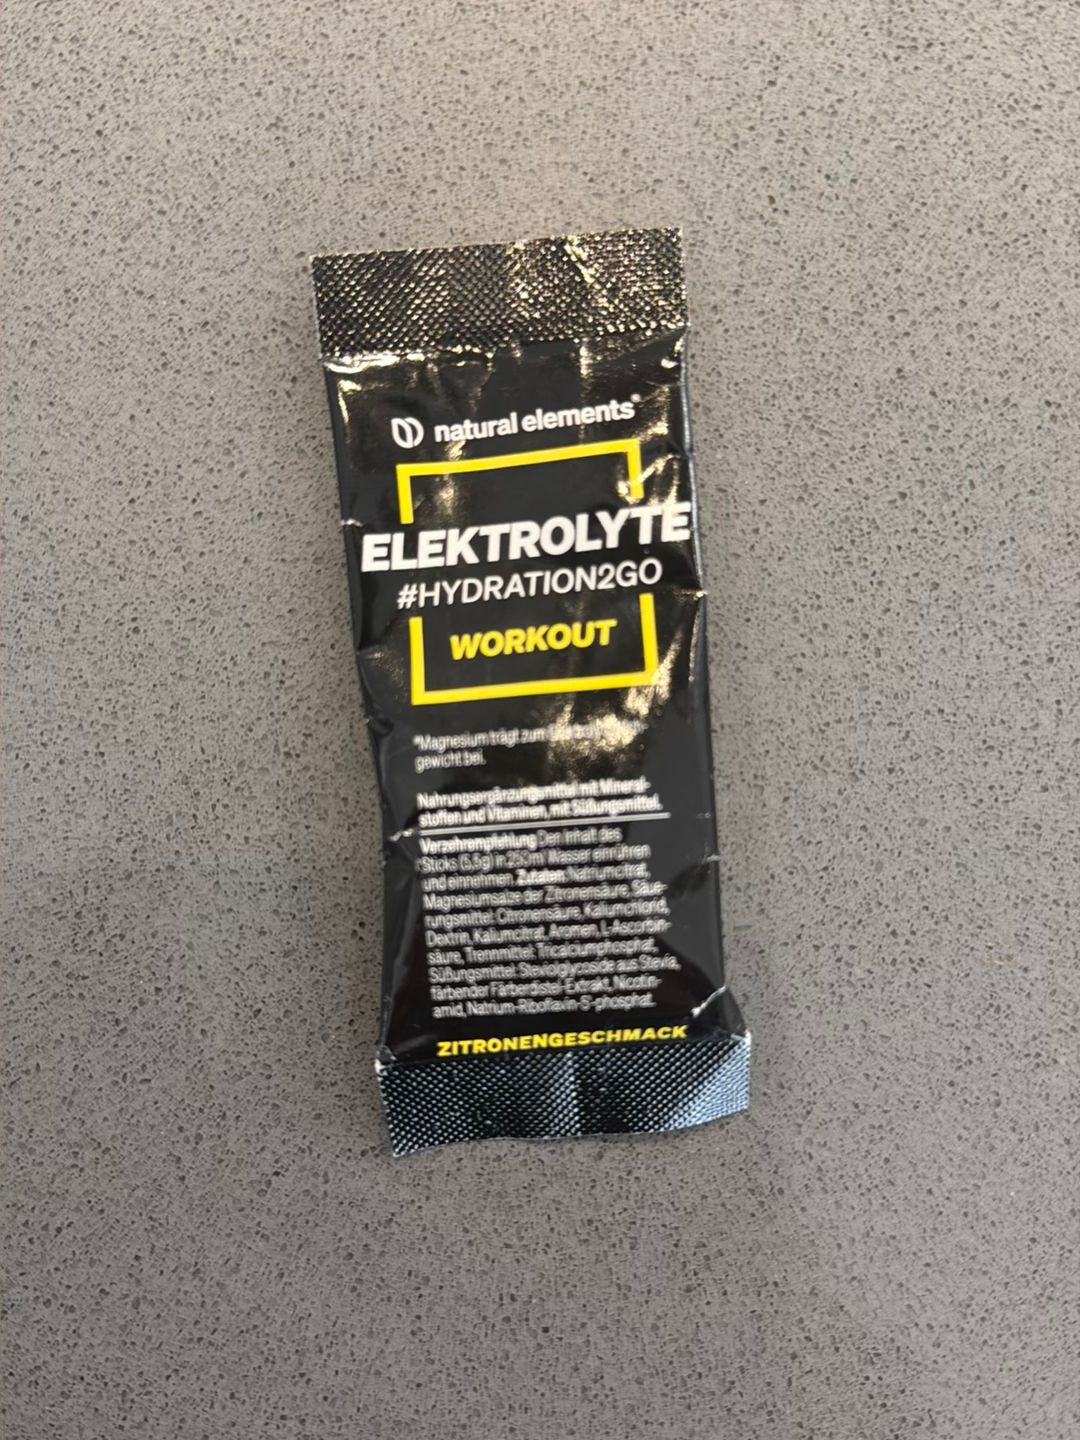 natural elements®
ELEKTROLYTE
#HYDRATION2GO
WORKOUT
*Magnesium trägt zum
gewicht bei.
Nahrungsergänzungsmittel mit Mineral-
stoffen und Vitaminen, mit Süßungsmittel.
Verzehrempfehlung Der Inhalt des
Sticks in 250ml Wasser einrühren
und einnehmen. Zutaten: Natriumcitrat,
Magnesiumsalze der Zitronensäure, Säue-
rungsmittel: Citronensäure, Kaliumchlorid,
Dextrin, Kaliumcitrat, Aromen, L-Ascorbin-
säure, Trennmittel: Tricalciumphosphat,
Süßungsmittel: Steviolglycoside aus Stevia,
färbender Färberdistel-Extrakt, Nicotin-
amid, Natrium-Riboflavin-5'-phosphat.
ZITRONENGESCHMACK